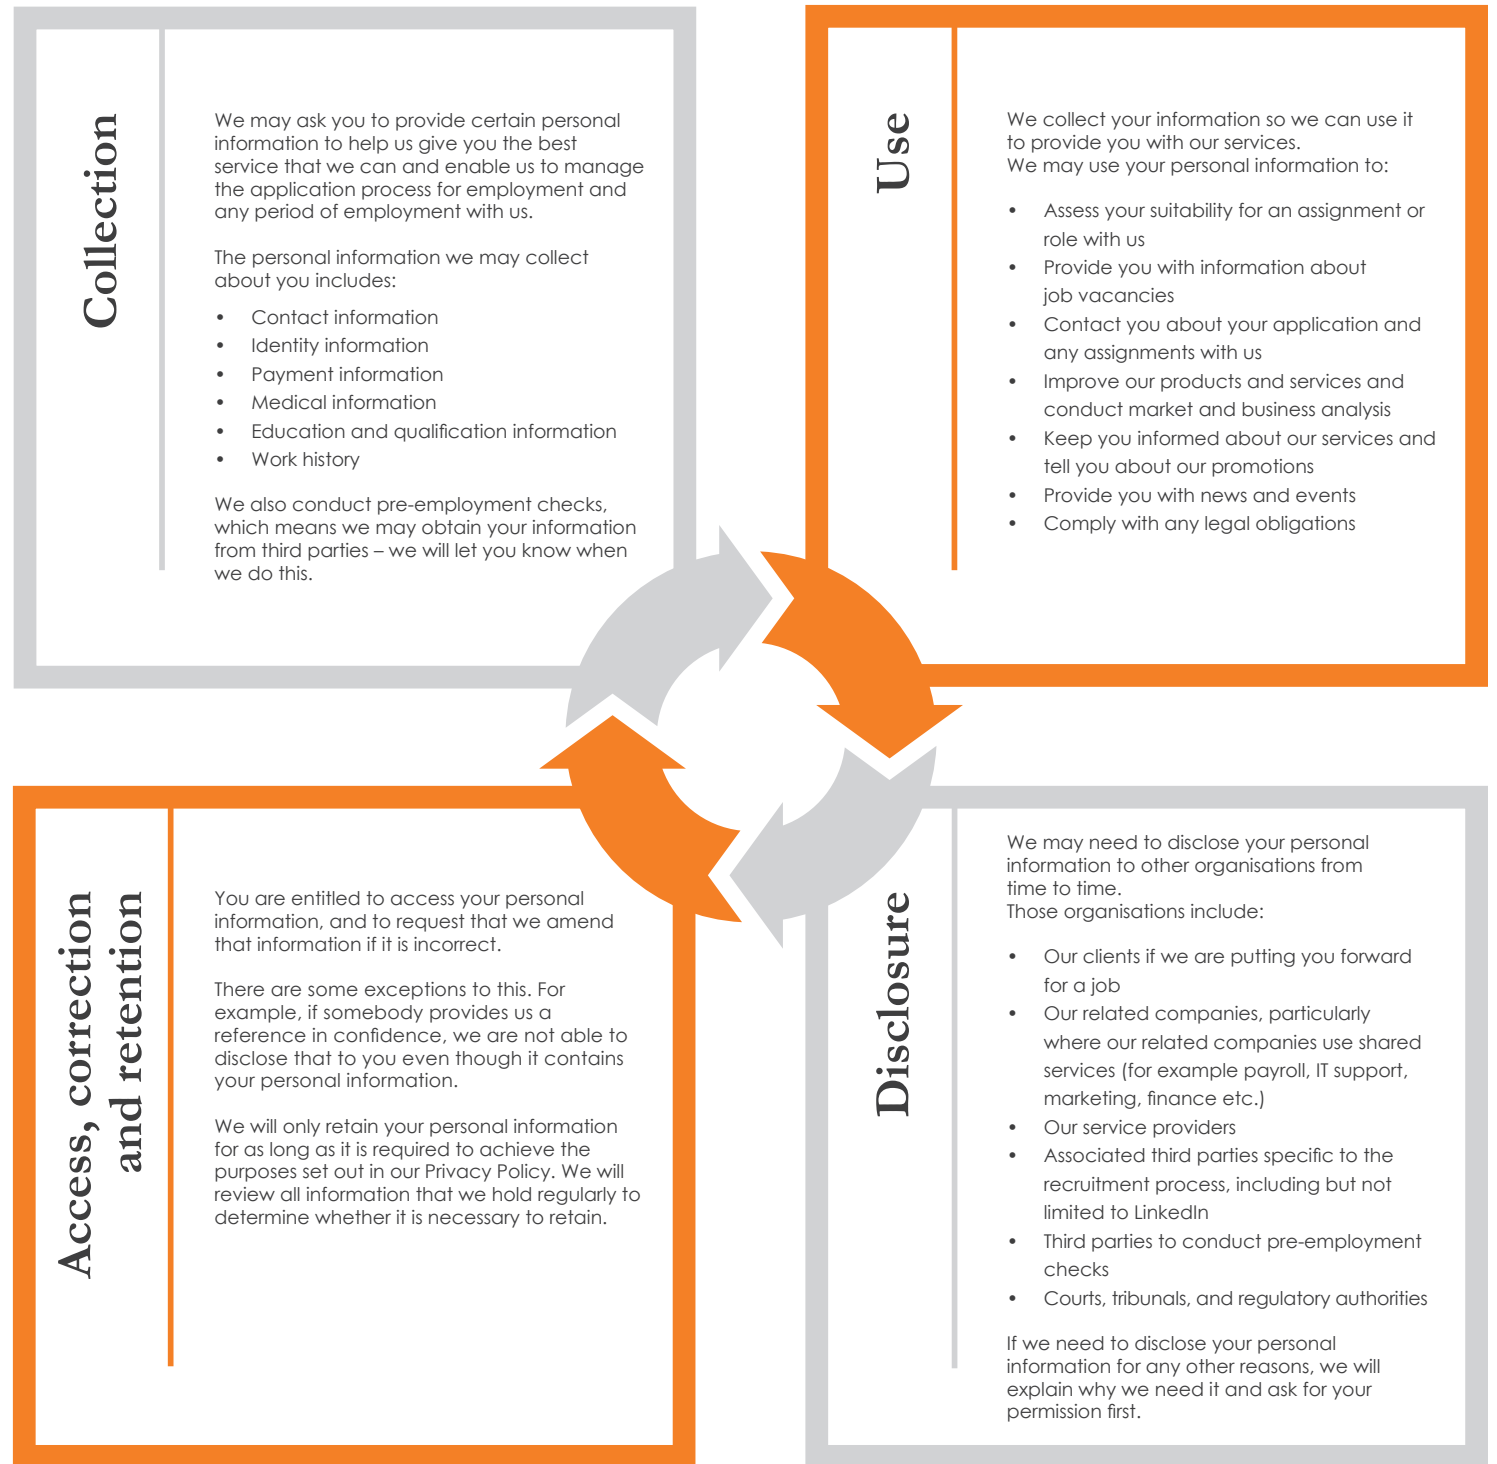 Collection
We may ask you to provide certain personal
information to help us give you the best
service that we can and enable us to manage
the application process for employment and
any period of employment with us.
The personal information we may collect
about you includes:
• Contact information
• Identity information
• Payment information
• Medical information
• Education and qualification information
• Work history
We also conduct pre-employment checks,
which means we may obtain your information
from third parties – we will let you know when
we do this.
Use
We collect your information so we can use it
to provide you with our services.
We may use your personal information to:
• Assess your suitability for an assignment or
role with us
• Provide you with information about
job vacancies
• Contact you about your application and
any assignments with us
• Improve our products and services and
conduct market and business analysis
• Keep you informed about our services and
tell you about our promotions
• Provide you with news and events
• Comply with any legal obligations
Access, correction
and retention
You are entitled to access your personal
information, and to request that we amend
that information if it is incorrect.
There are some exceptions to this. For
example, if somebody provides us a
reference in confidence, we are not able to
disclose that to you even though it contains
your personal information.
We will only retain your personal information
for as long as it is required to achieve the
purposes set out in our Privacy Policy. We will
review all information that we hold regularly to
determine whether it is necessary to retain.
Disclosure
We may need to disclose your personal
information to other organisations from
time to time.
Those organisations include:
• Our clients if we are putting you forward
for a job
• Our related companies, particularly
where our related companies use shared
services (for example payroll, IT support,
marketing, finance etc.)
• Our service providers
• Associated third parties specific to the
recruitment process, including but not
limited to LinkedIn
• Third parties to conduct pre-employment
checks
• Courts, tribunals, and regulatory authorities
If we need to disclose your personal
information for any other reasons, we will
explain why we need it and ask for your
permission first.